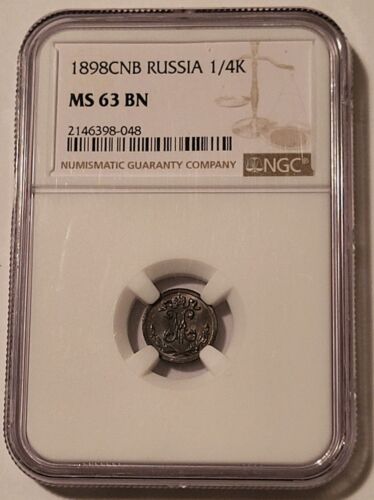 1898CNB RUSSIA 1/4K
MS 63 BN
2146398-048
NUMISMATIC GUARANTY COMPANY
NGC®